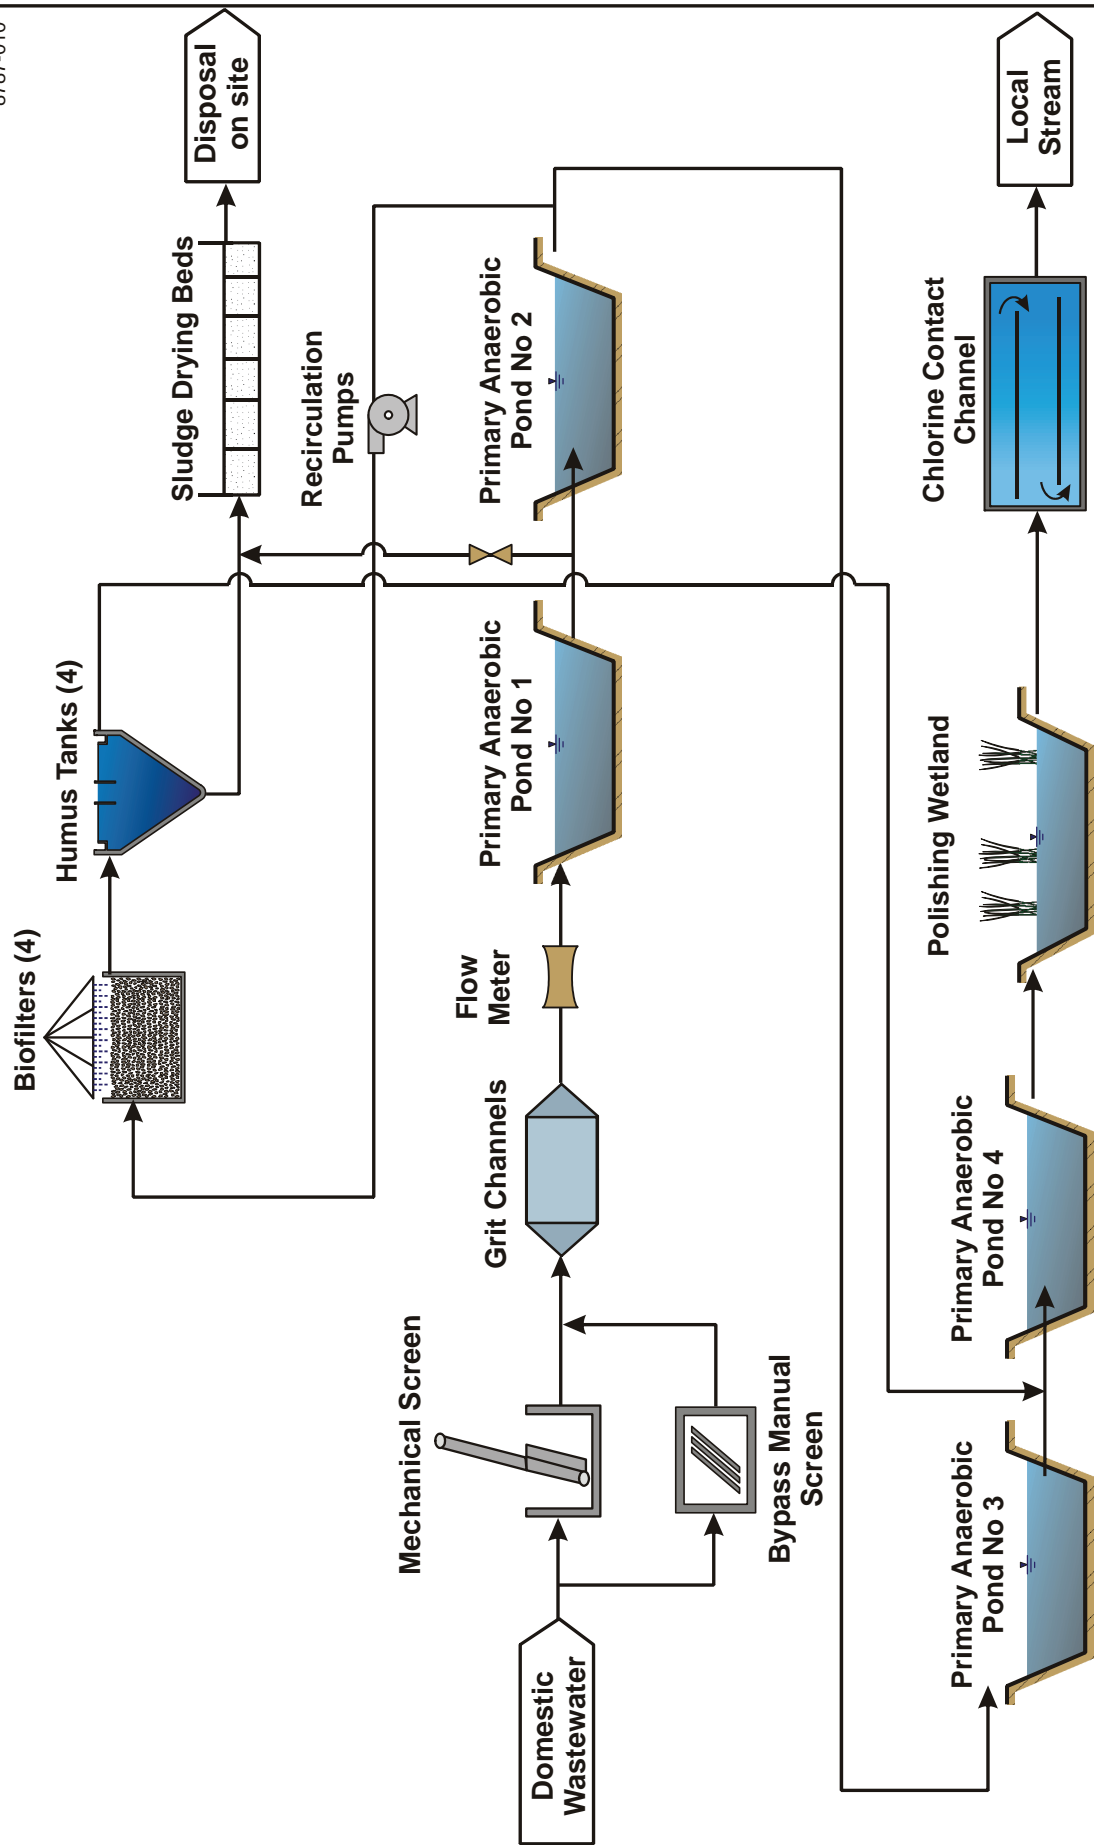 Biofilters (4)
Humus Tanks (4)
Sludge Drying Beds
Disposal
on site
Recirculation
Pumps
Mechanical Screen
Grit Channels
Flow
Meter
Primary Anaerobic
Pond No 1
Primary Anaerobic
Pond No 2
Domestic
Wastewater
Bypass Manual
Screen
Primary Anaerobic
Pond No 3
Primary Anaerobic
Pond No 4
Polishing Wetland
Chlorine Contact
Channel
Local
Stream